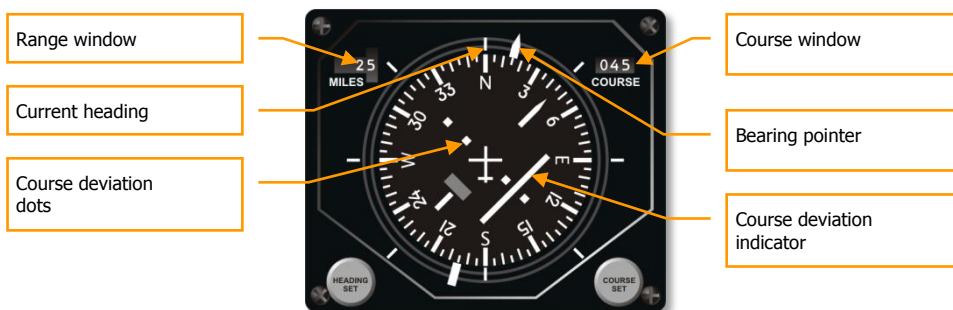 Range window
Current heading
Course deviation
dots
25
MILES
045
COURSE
N
3
6
E
12
15
S
21
24
W
30
33
HEADING
SET
COURSE
SET
Course window
Bearing pointer
Course deviation
indicator